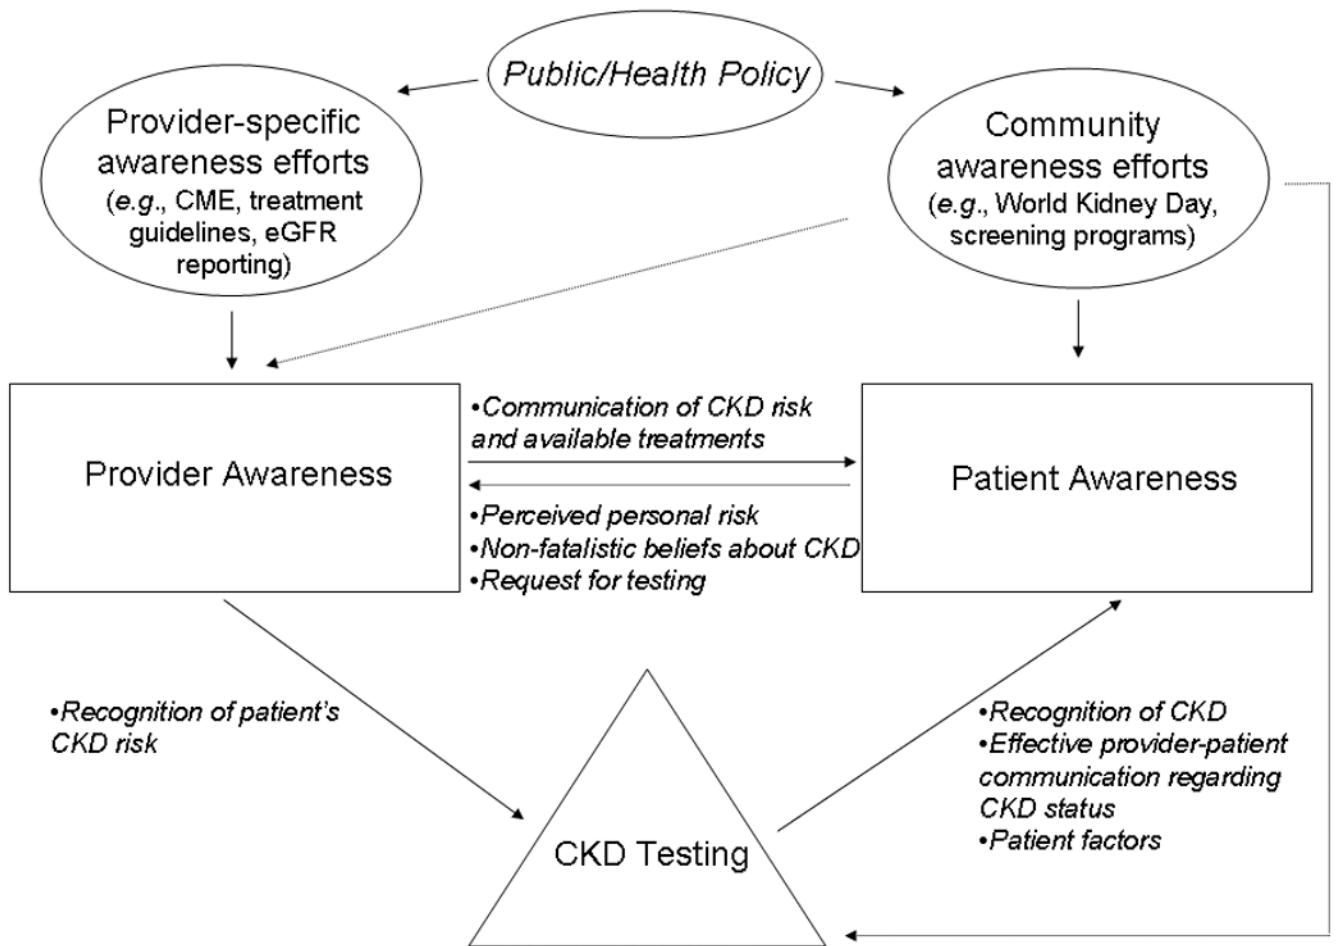 Public/Health Policy
Provider-specific
awareness efforts
(e.g., CME, treatment
guidelines, eGFR
reporting)
Community
awareness efforts
(e.g., World Kidney Day,
screening programs)
Provider Awareness
•Communication of CKD risk
and available treatments
•Perceived personal risk
•Non-fatalistic beliefs about CKD
•Request for testing
Patient Awareness
•Recognition of patient's
CKD risk
CKD Testing
•Recognition of CKD
•Effective provider-patient
communication regarding
CKD status
•Patient factors